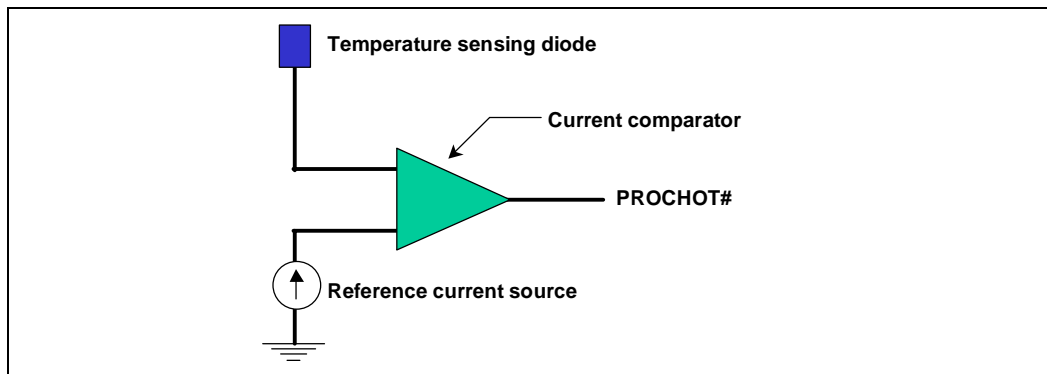 Temperature sensing diode
Current comparator
PROCHOT#
Reference current source